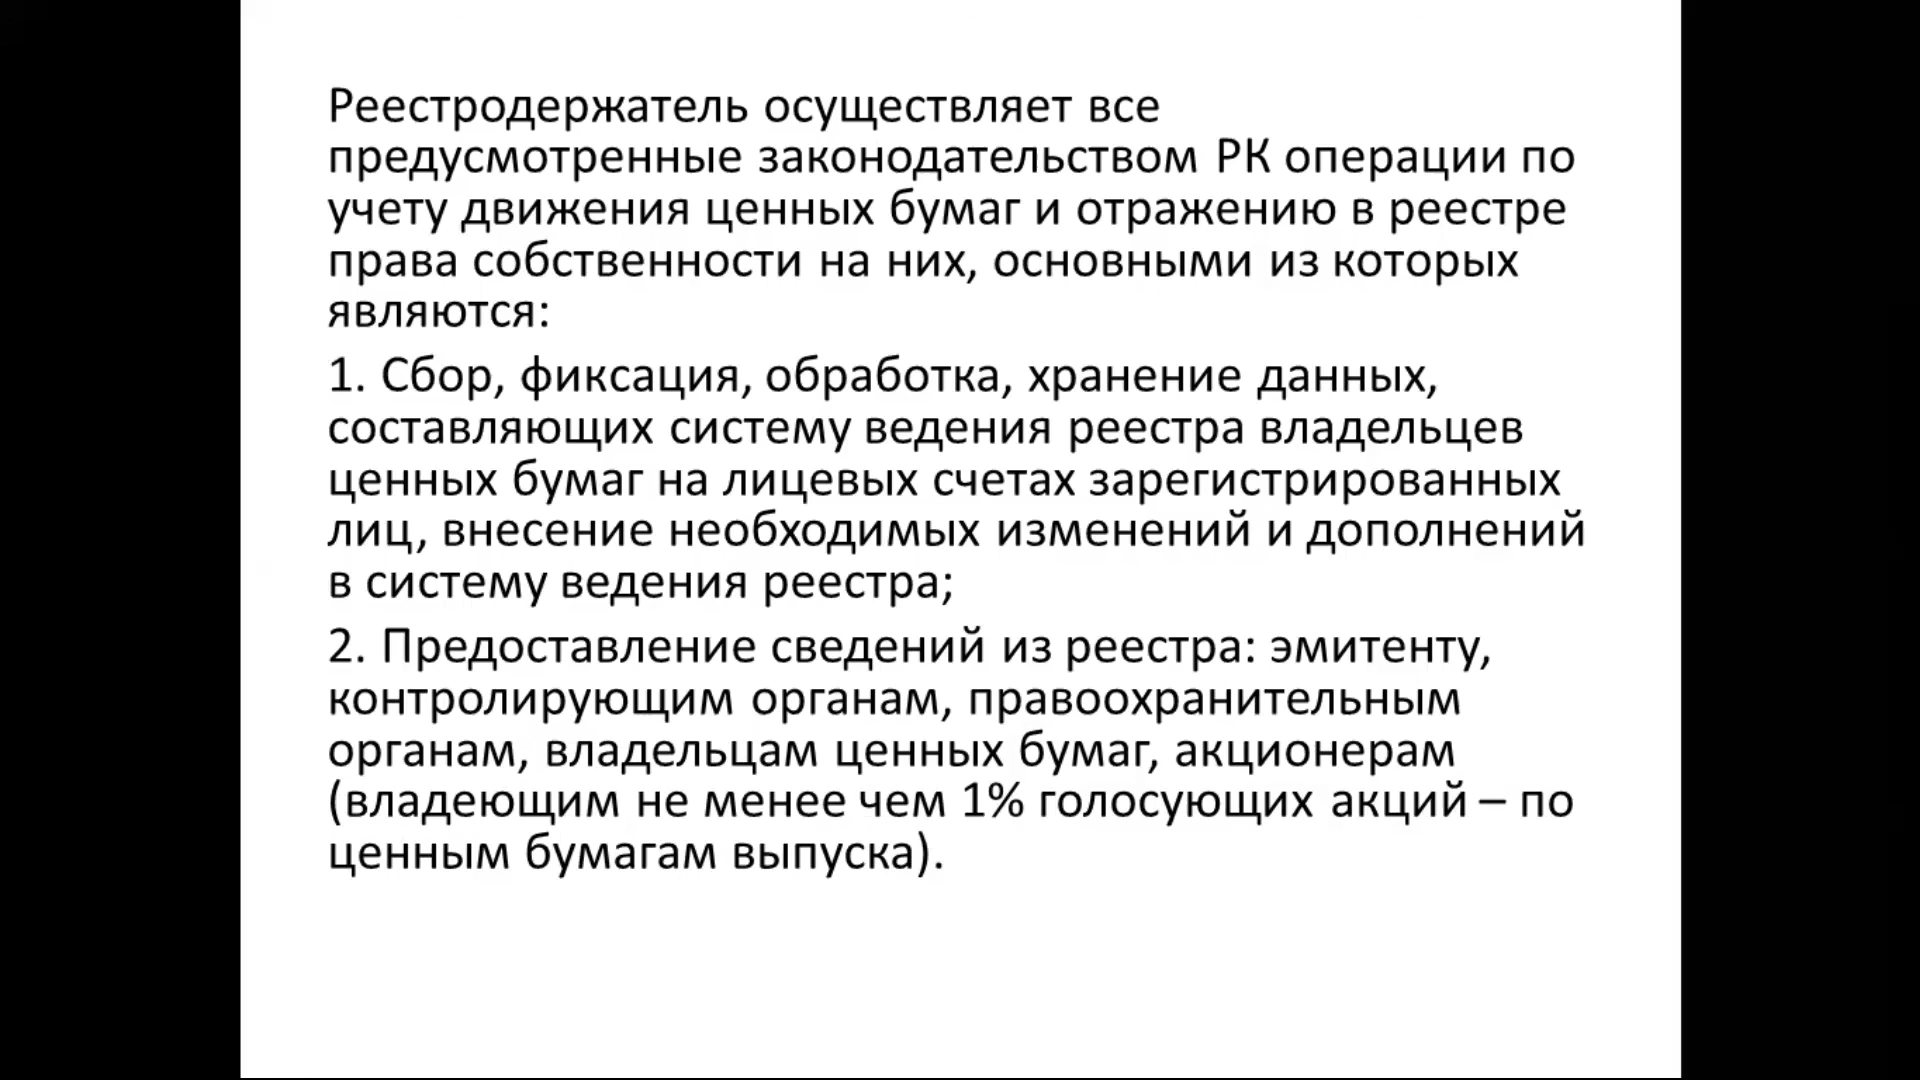 Реестродержатель осуществляет все
предусмотренные законодательством РК операции по
учету движения ценных бумаг и отражению в реестре
права собственности на них, основными из которых
являются:
1. Сбор, фиксация, обработка, хранение данных,
составляющих систему ведения реестра владельцев
ценных бумаг на лицевых счетах зарегистрированных
лиц, внесение необходимых изменений и дополнений
в систему ведения реестра;
2. Предоставление сведений из реестра: эмитенту,
контролирующим органам, правоохранительным
органам, владельцам ценных бумаг, акционерам
(владеющим не менее чем 1% голосующих акций – по
ценным бумагам выпуска).